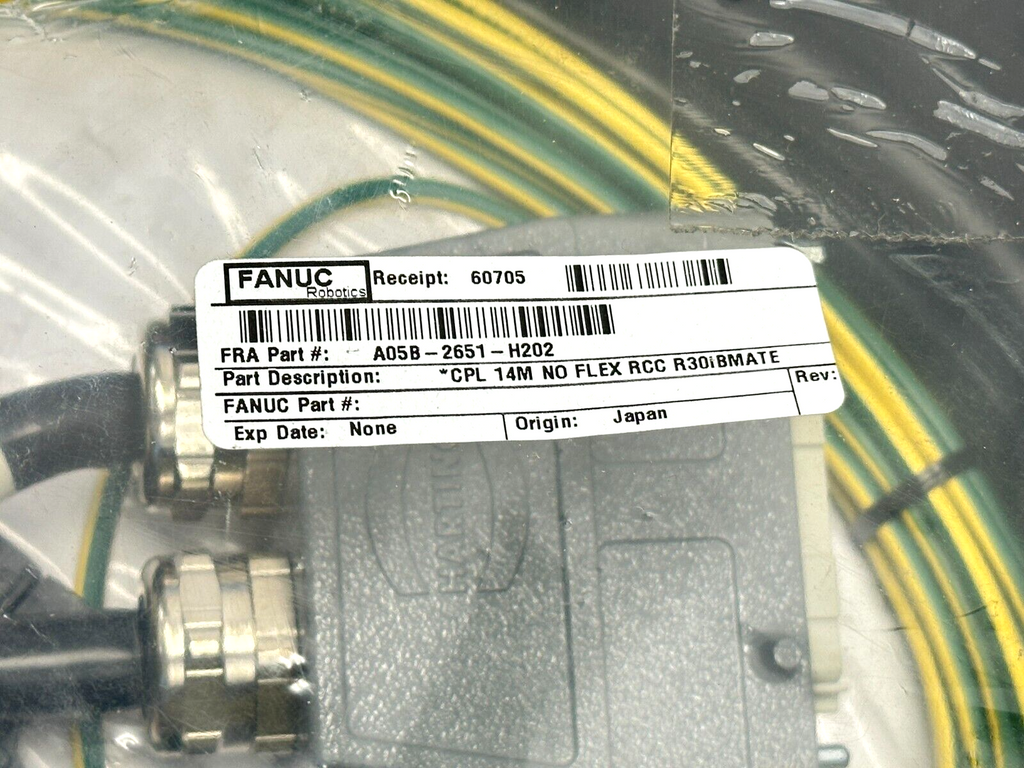 FANUC
Robotics
Receipt: 60705
FRA Part #: A05B-2651-H202
Part Description: *CPL 14M NO FLEX RCC R30iBMATE
FANUC Part #:
Rev:
Exp Date: None
Origin: Japan
HARTING